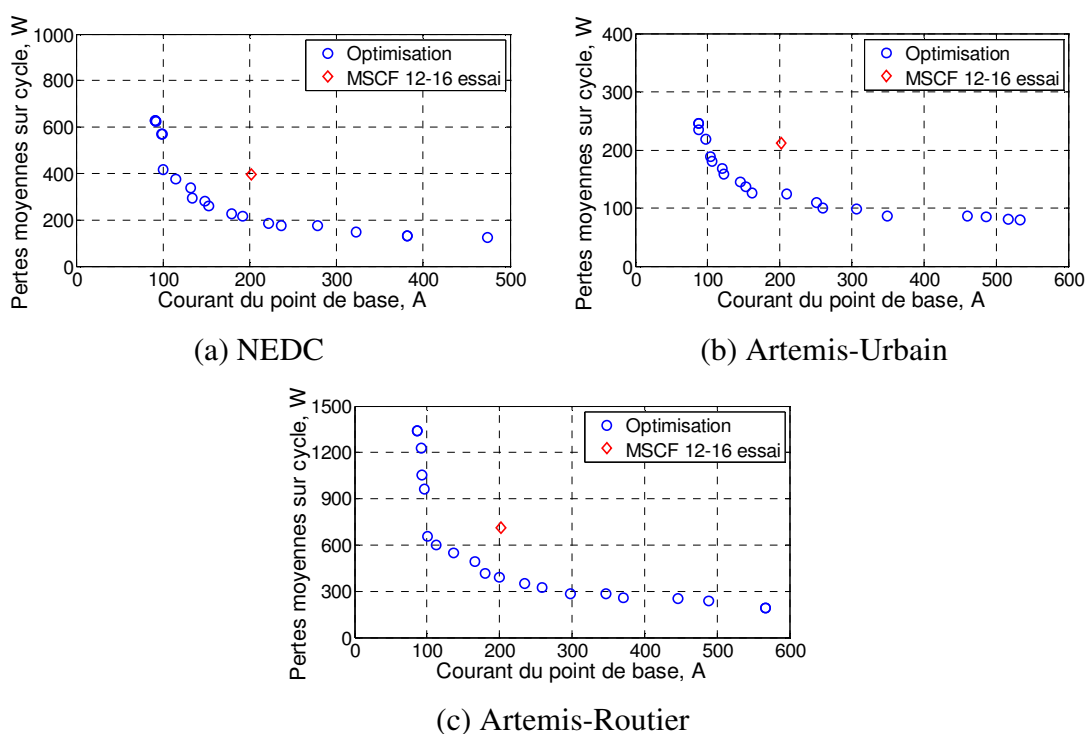 Pertes moyennes sur cycle, W
1000
800
600
400
200
0
0
100
200
300
400
500
Courant du point de base, A
Optimisation
MSCF 12-16 essai
(a) NEDC
Pertes moyennes sur cycle, W
400
300
200
100
0
0
100
200
300
400
500
600
Courant du point de base, A
Optimisation
MSCF 12-16 essai
(b) Artemis-Urbain
Pertes moyennes sur cycle, W
1500
1200
900
600
300
0
0
100
200
300
400
500
600
Courant du point de base, A
Optimisation
MSCF 12-16 essai
(c) Artemis-Routier